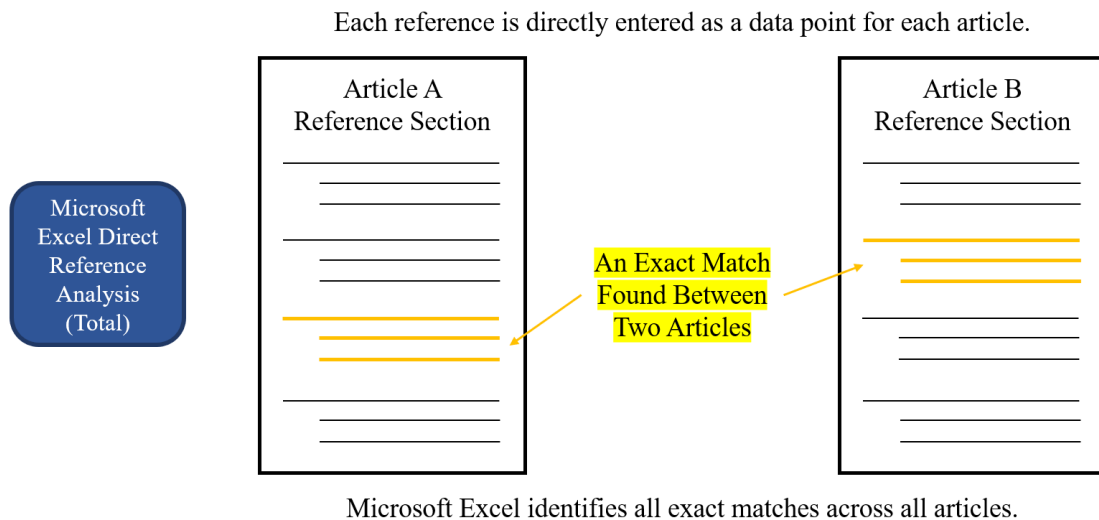 Each reference is directly entered as a data point for each article.
Article A
Reference Section
Article B
Reference Section
Microsoft
Excel Direct
Reference
Analysis
(Total)
An Exact Match
Found Between
Two Articles
Microsoft Excel identifies all exact matches across all articles.